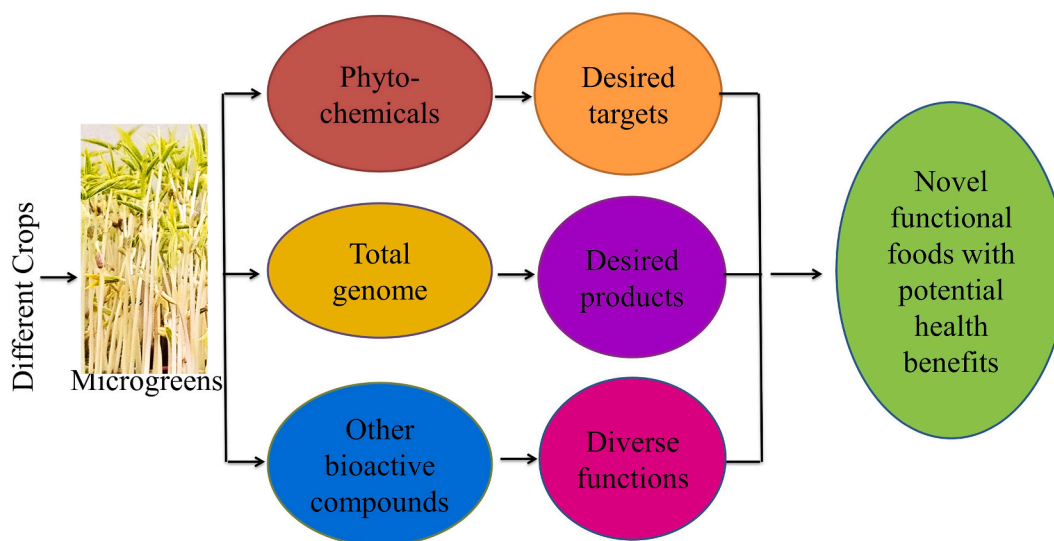 Different Crops
Microgreens
Phyto-
chemicals
Desired
targets
Total
genome
Desired
products
Other
bioactive
compounds
Diverse
functions
Novel
functional
foods with
potential
health
benefits